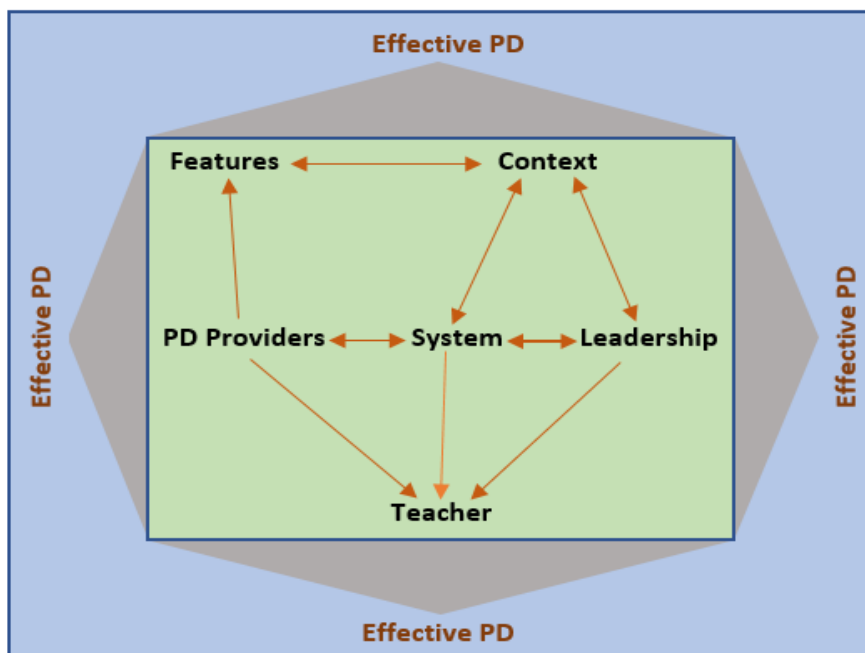 Effective PD
Features
Context
Effective PD
Effective PD
PD Providers
System
Leadership
Teacher
Effective PD